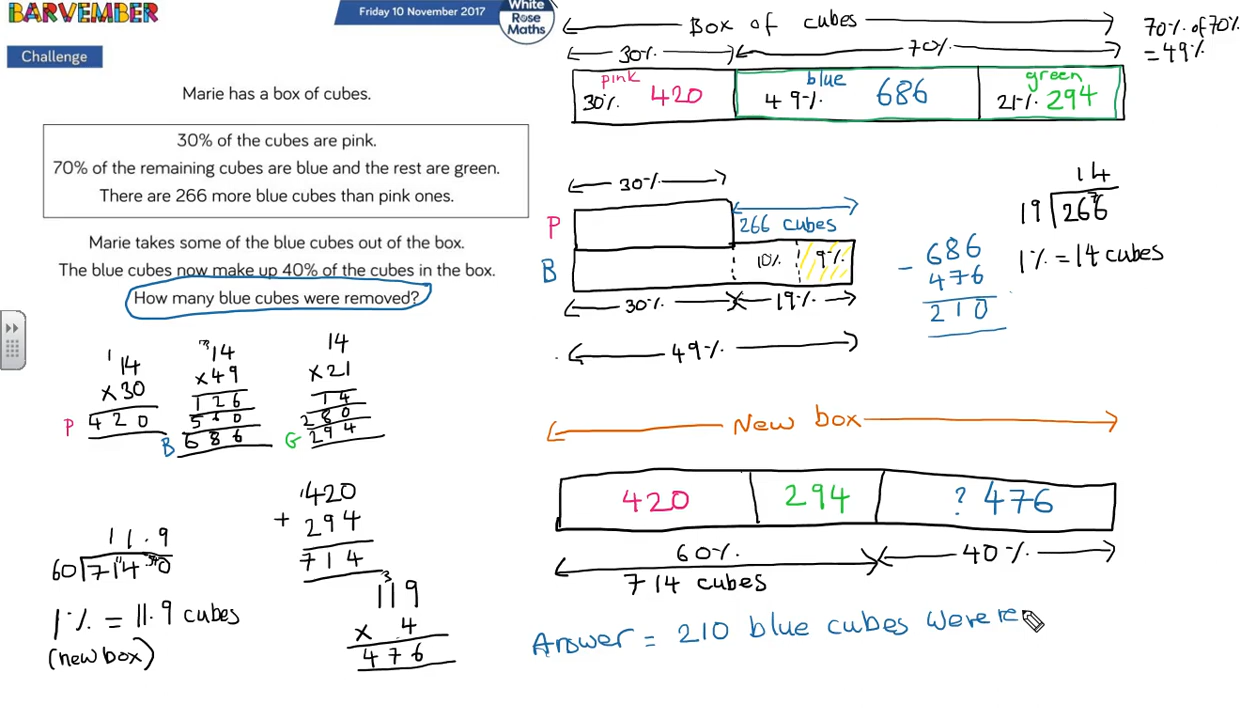 BARVEMBER
Friday 10 November 2017
White
Rose
Maths
Challenge
Marie has a box of cubes.
30% of the cubes are pink.
70% of the remaining cubes are blue and the rest are green.
There are 266 more blue cubes than pink ones.
Marie takes some of the blue cubes out of the box.
The blue cubes now make up 40% of the cubes in the box.
How many blue cubes were removed?
Box of cubes
30% 70%
pink blue green
30% 420 49% 686 21% 294
70% of 70%
= 49%
30%
P 266 cubes
B 10% 9%
30% 19%
49%
14
19 266
1% = 14 cubes
686
- 476
210
1 14
x 30
P 420
3 14
x 49
126
560
B 686
14
x 21
14
280
G 294
1 420
+ 294
714
11.9
60 714 0
1% = 11.9 cubes
(new box)
3
119
x 4
476
New box
420 294 ? 476
60% 40%
714 cubes
Answer = 210 blue cubes were re